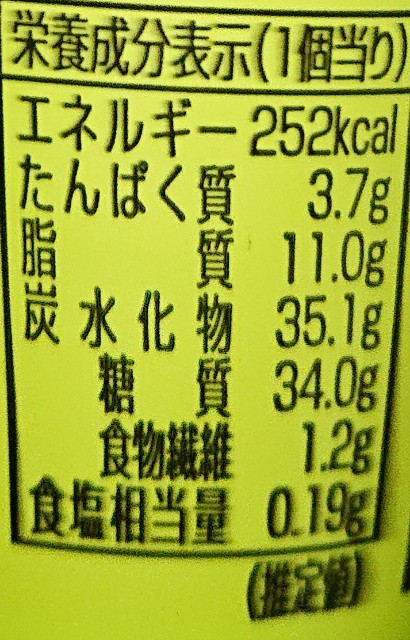 栄養成分表示(1個当り)
エネルギー 252kcal
たんぱく質 3.7g
脂質 11.0g
炭水化物 35.1g
糖質 34.0g
食物繊維 1.2g
食塩相当量 0.19g
(推定値)